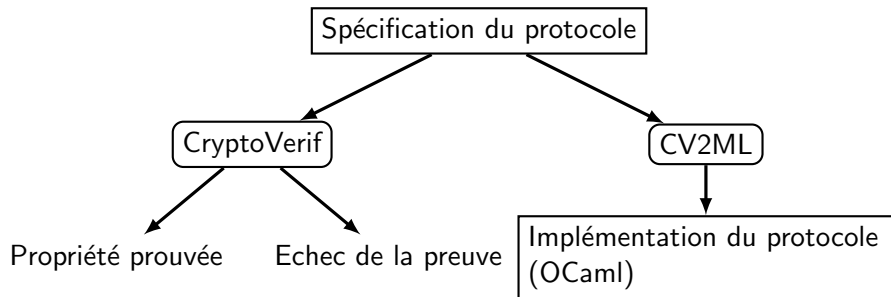 Spécification du protocole
CryptoVerif
CV2ML
Propriété prouvée
Echec de la preuve
Implémentation du protocole
(OCaml)